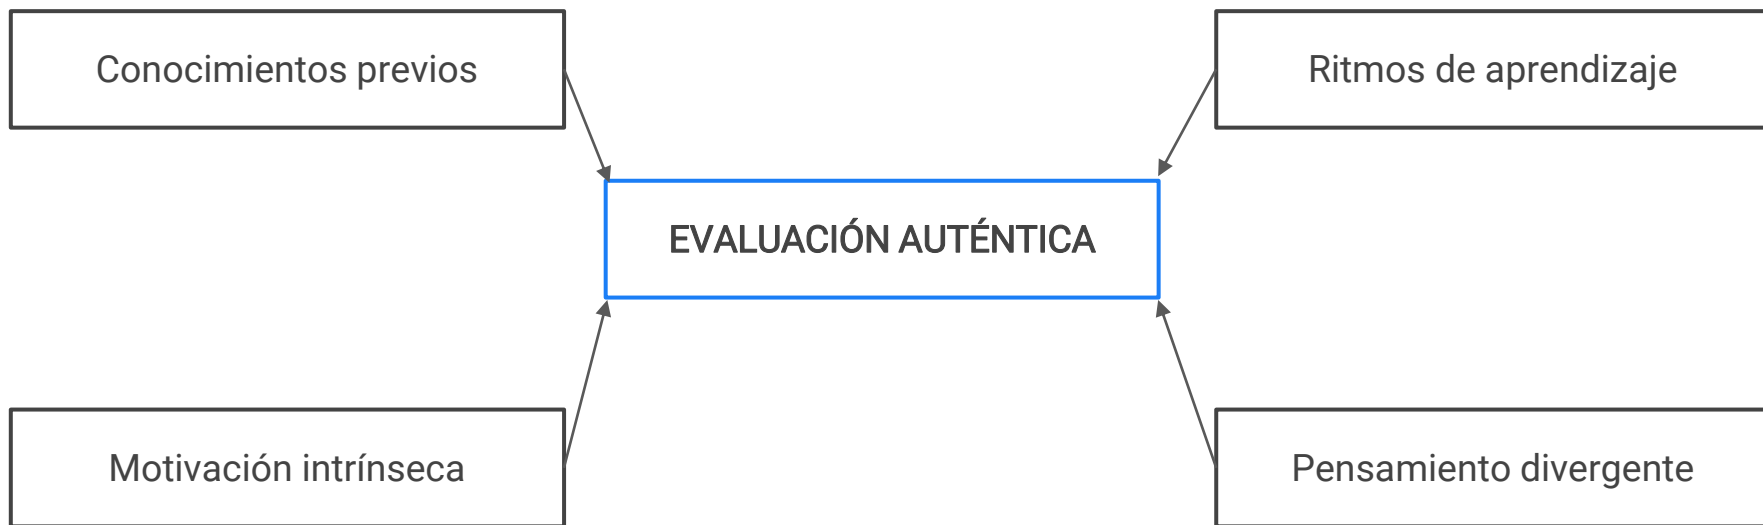 Conocimientos previos
Ritmos de aprendizaje
EVALUACIÓN AUTÉNTICA
Motivación intrínseca
Pensamiento divergente